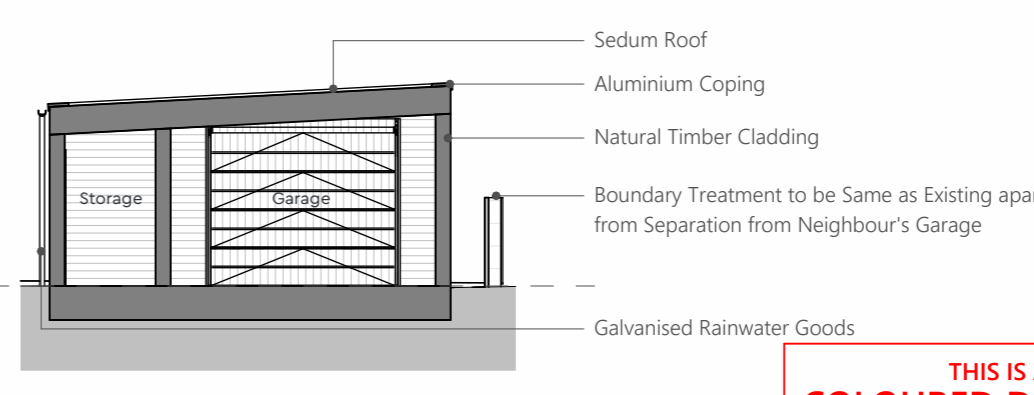 Sedum Roof
Aluminium Coping
Natural Timber Cladding
Storage
Garage
Boundary Treatment to be Same as Existing
from Separation from Neighbour's Garage
Galvanised Rainwater Goods
THIS IS
COLOURED